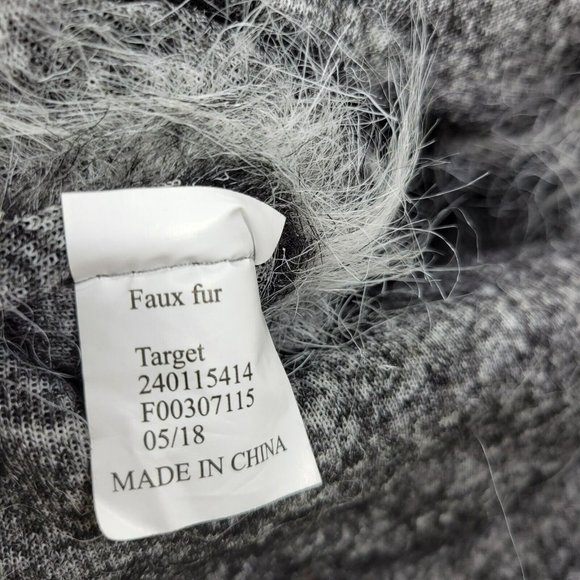 Faux fur
Target
240115414
F00307115
05/18
MADE IN CHINA